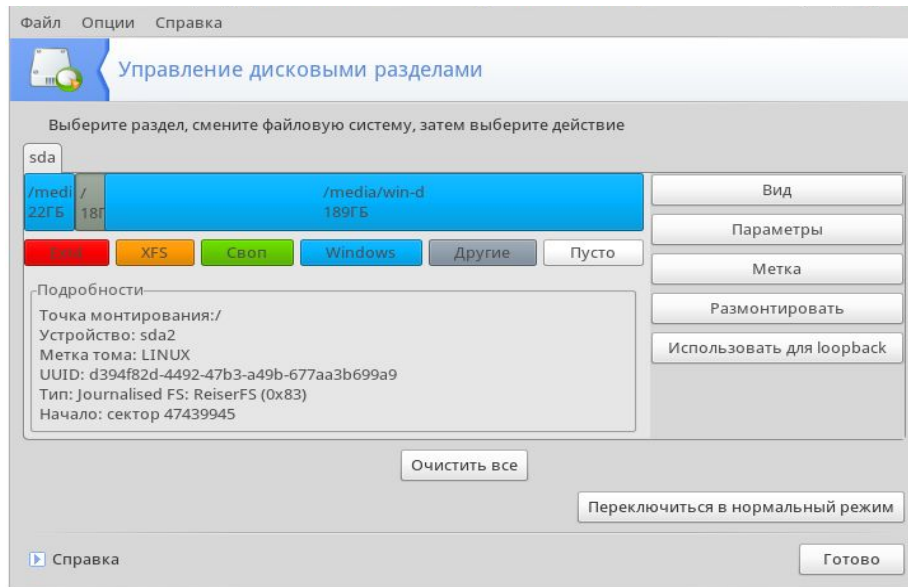 Файл Опции Справка
Управление дисковыми разделами
Выберите раздел, смените файловую систему, затем выберите действие
sda
/medi / /media/win-d
22ГБ 18Г 189ГБ
XFS Своп Windows Другие Пусто
Вид
Параметры
Метка
Размонтировать
Использовать для loopback
Подробности
Точка монтирования:/
Устройство: sda2
Метка тома: LINUX
UUID: d394f82d-4492-47b3-a49b-677aa3b699a9
Тип: Journalised FS: ReiserFS (0x83)
Начало: сектор 47439945
Очистить все
Переключиться в нормальный режим
Справка
Готово